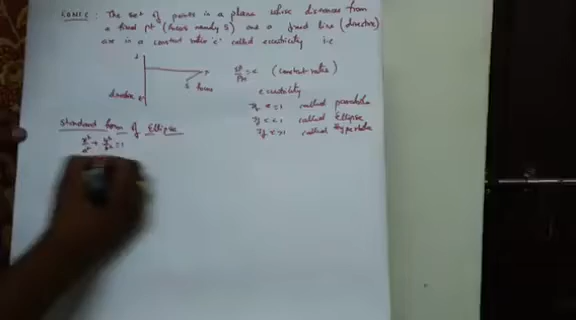 CONIC : The set of points in a plane whose distances from
a fixed pt (focus namely S) and a fixed line (directrix)
are in a constant ratio 'e' called eccentricity i.e
SP/PM = e (constant ratio)
S focus
directrix
eccentricity
If e=1 called parabola
If e<1 called Ellipse
If e>1 called Hyperbola
Standard form of Ellipse
x²/a² + y²/b² = 1